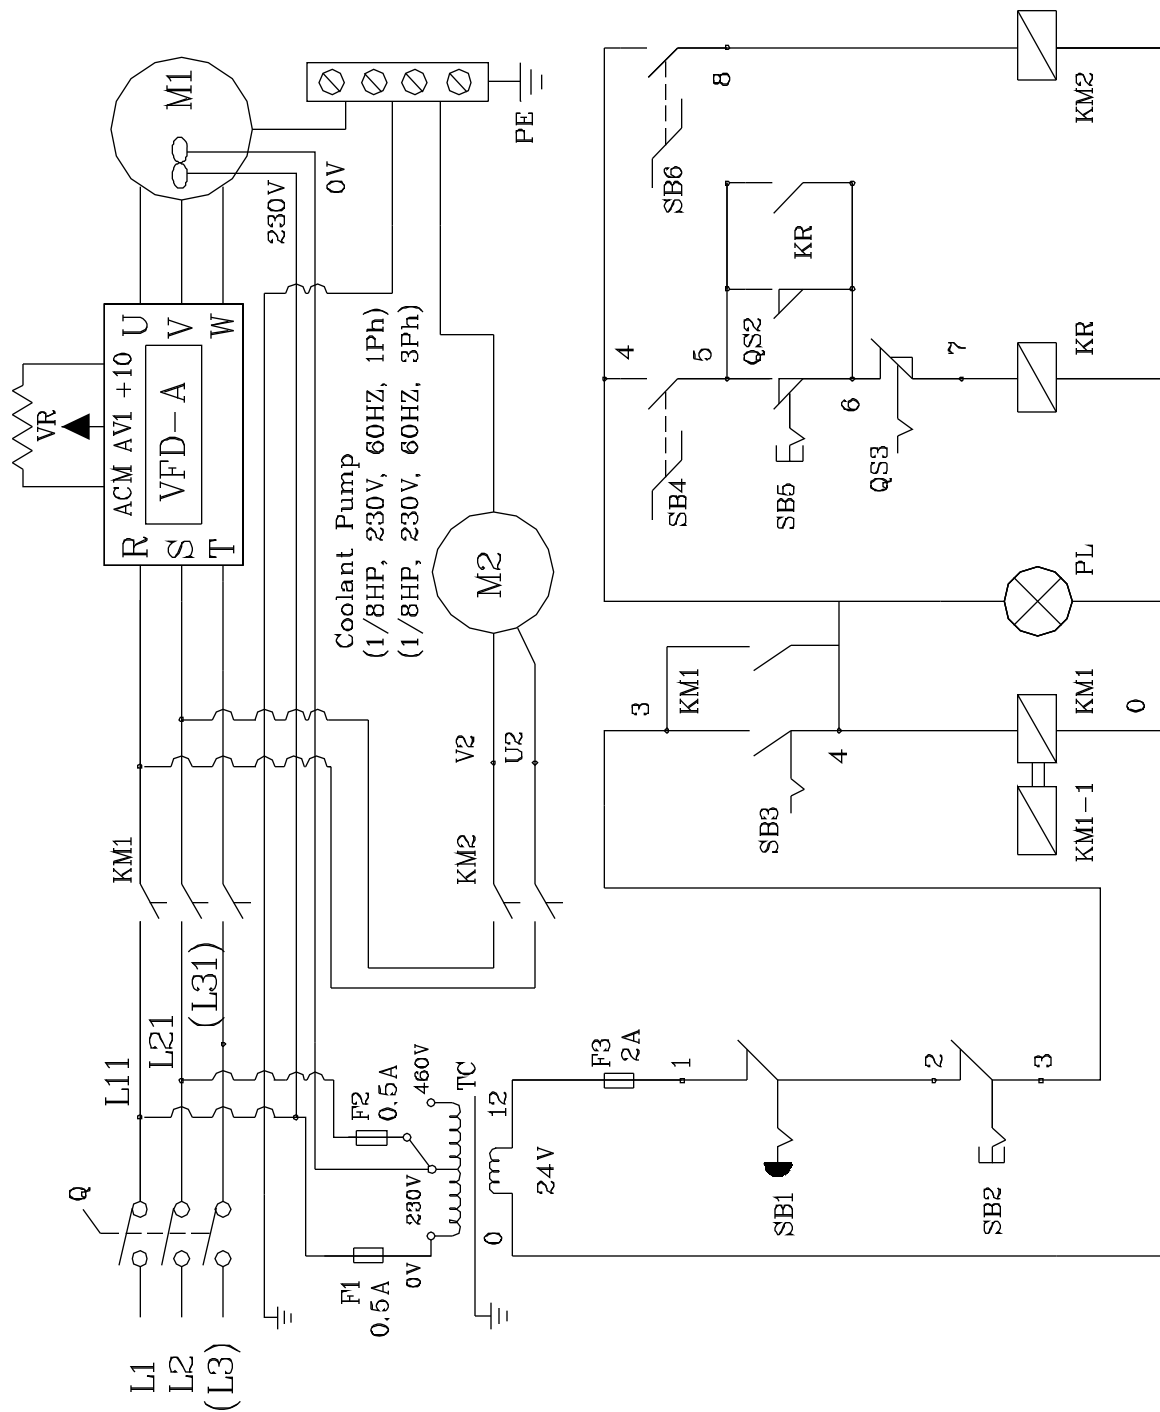 L1
L2
(L3)
Q
L11
L21
(L31)
KM1
R
S
T
ACM AV1 +10
VFD-A
U
V
W
VR
M1
230V
0V
PE
Coolant Pump
(1/8HP, 230V, 60HZ, 1Ph)
(1/8HP, 230V, 60HZ, 3Ph)
M2
V2
U2
KM2
F1
0.5A
F2
0.5A
0V
230V
460V
TC
0
12
24V
F3
2A
1
SB1
2
SB2
3
3
KM1
SB3
4
KM1
KM1-1
0
PL
4
SB4
5
SB5
QS2
KR
6
QS3
7
KR
SB6
8
KM2